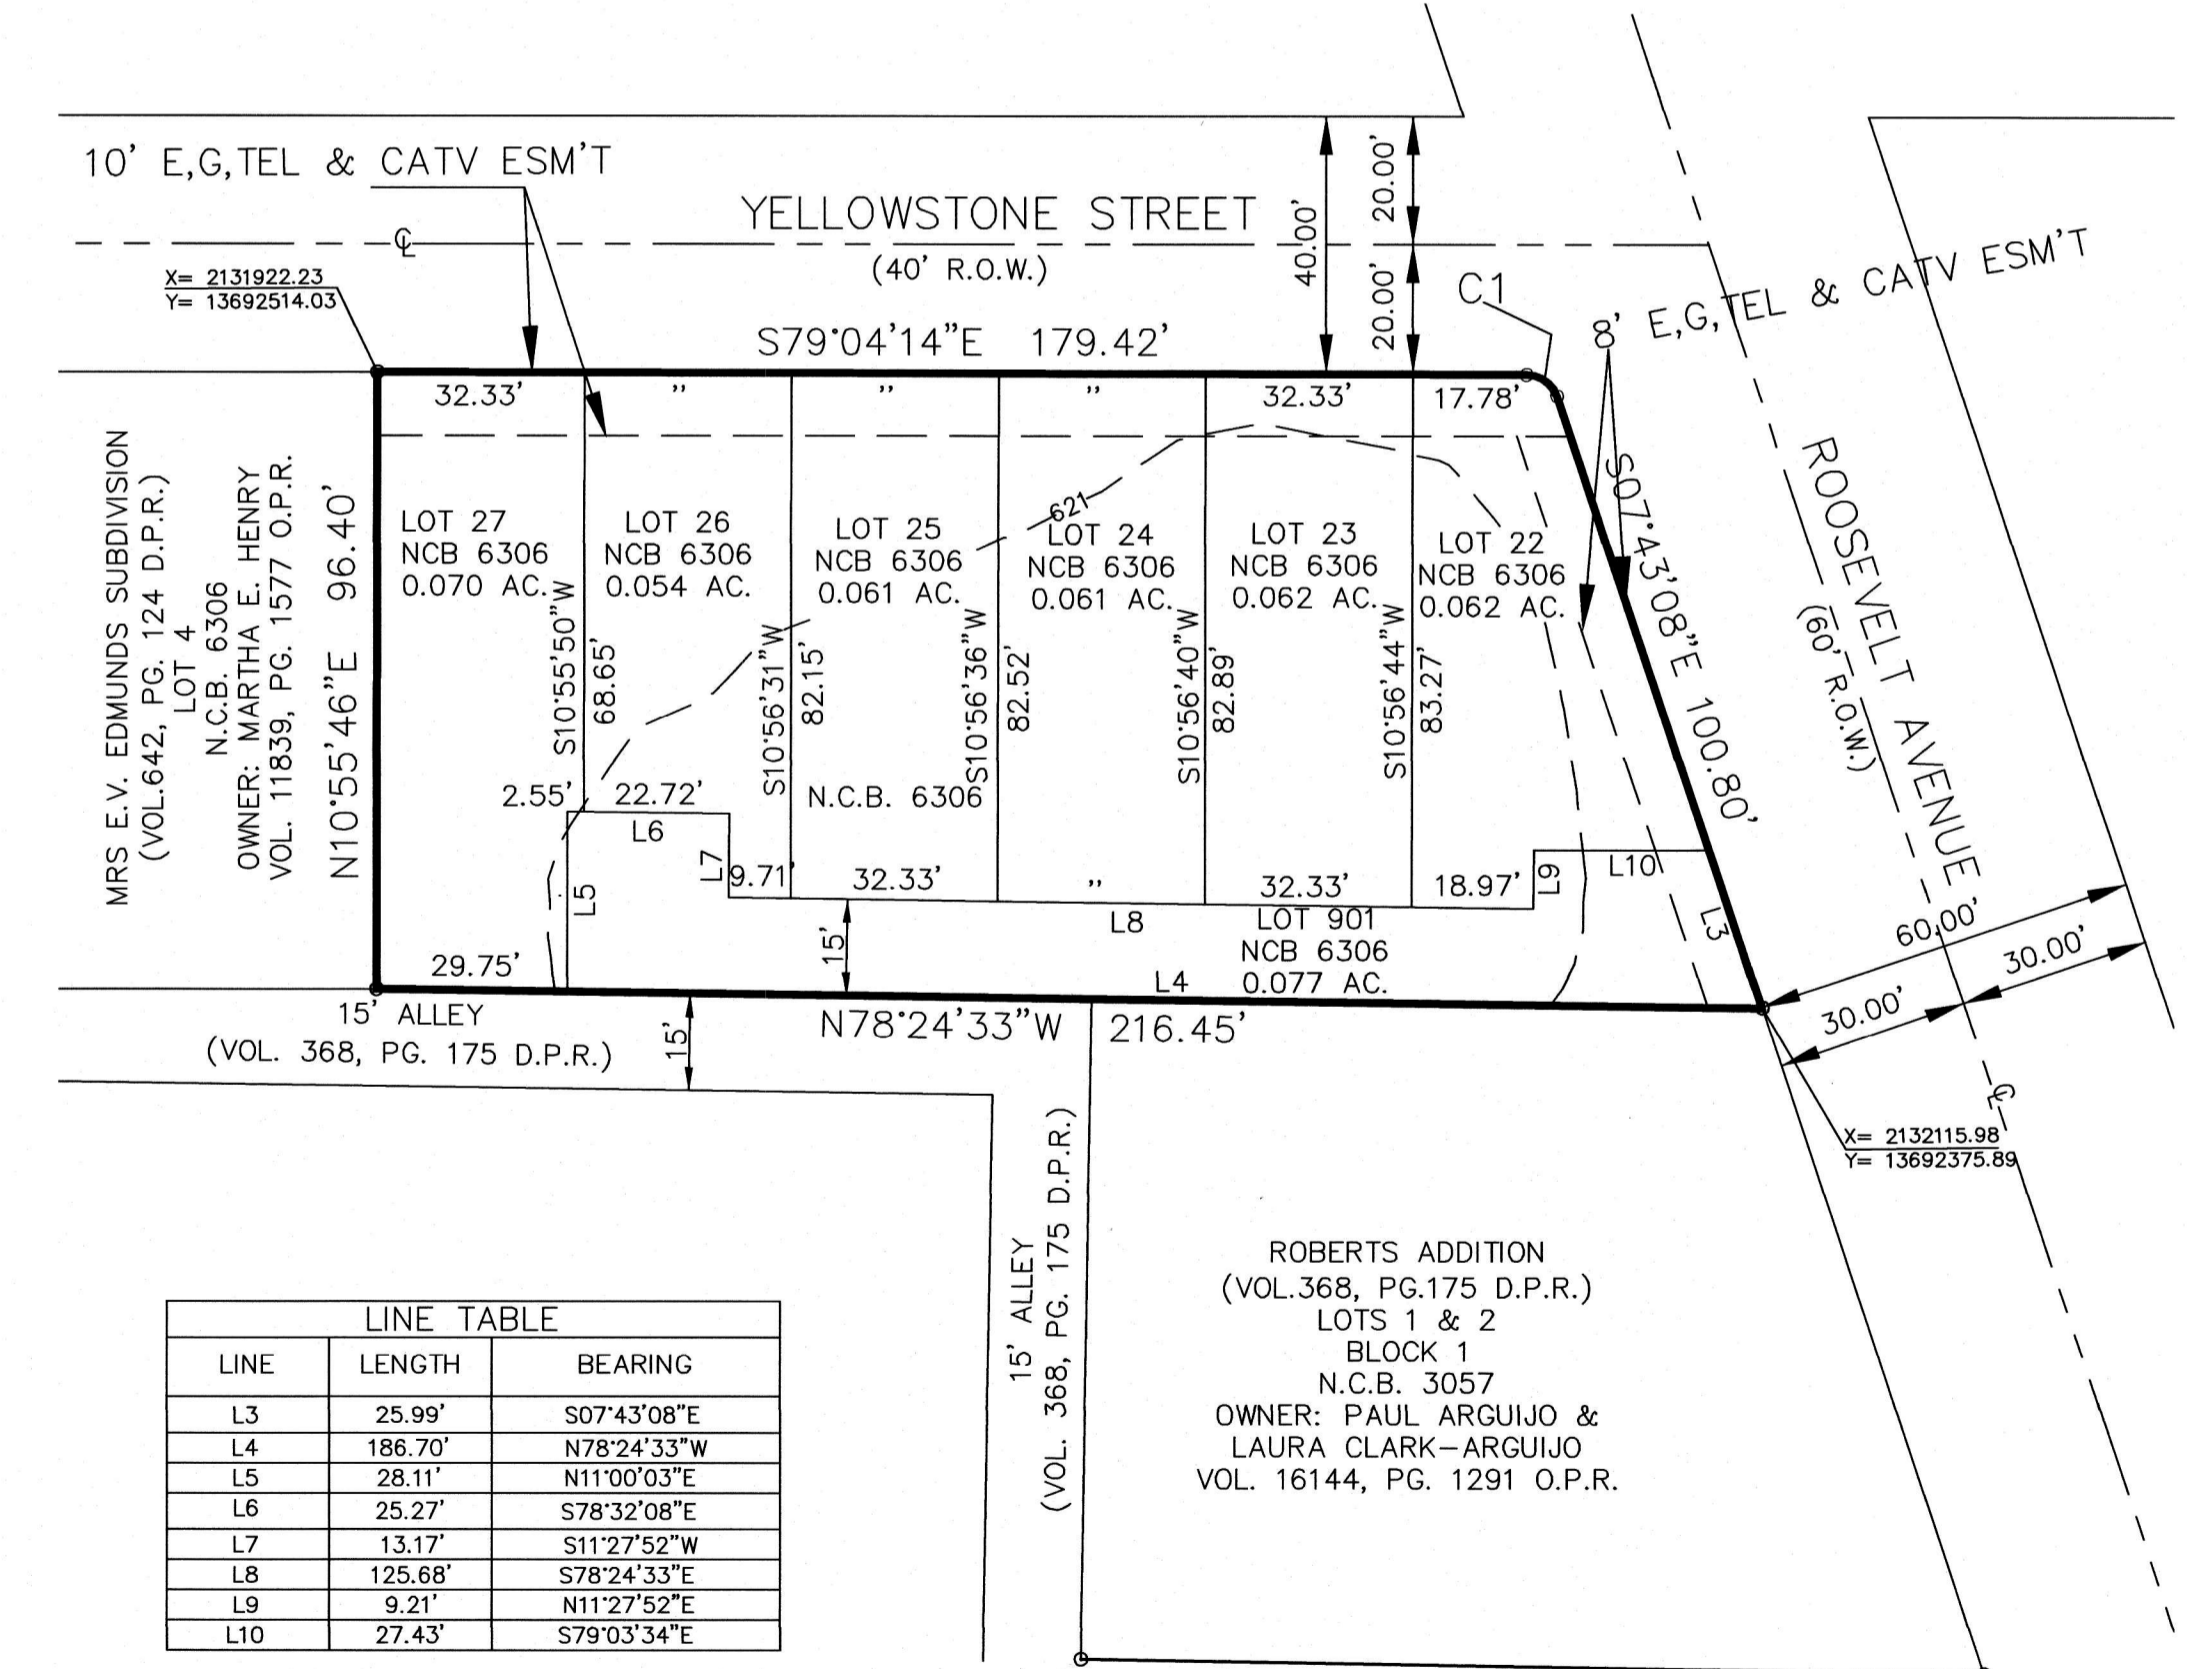 10' E,G,TEL & CATV ESM'T
YELLOWSTONE STREET
(40' R.O.W.)
℄
X= 2131922.23
Y= 13692514.03
40.00'
20.00'
20.00'
C1
8' E,G,TEL & CATV ESM'T
S79°04'14"E 179.42'
32.33'
"
"
"
32.33'
17.78'
MRS E.V. EDMUNDS SUBDIVISION
(VOL.642, PG. 124 D.P.R.)
LOT 4
N.C.B. 6306
OWNER: MARTHA E. HENRY
VOL. 11839, PG. 1577 O.P.R.
N10°55'46"E 96.40'
LOT 27
NCB 6306
0.070 AC.
S10°55'50"W
68.65'
LOT 26
NCB 6306
0.054 AC.
S10°56'31"W
82.15'
LOT 25
NCB 6306
0.061 AC.
S10°56'36"W
82.52'
621
LOT 24
NCB 6306
0.061 AC.
S10°56'40"W
82.89'
LOT 23
NCB 6306
0.062 AC.
S10°56'44"W
83.27'
LOT 22
NCB 6306
0.062 AC.
S07°43'08"E 100.80'
ROOSEVELT AVENUE
(60' R.O.W.)
N.C.B. 6306
2.55'
22.72'
L6
L7
9.71'
32.33'
"
32.33'
18.97'
L9
L10
L3
L5
L8
LOT 901
NCB 6306
0.077 AC.
15'
29.75'
L4
60.00'
30.00'
30.00'
℄
15' ALLEY
(VOL. 368, PG. 175 D.P.R.)
15'
N78°24'33"W 216.45'
X= 2132115.98
Y= 13692375.89
15' ALLEY
(VOL. 368, PG. 175 D.P.R.)
ROBERTS ADDITION
(VOL.368, PG.175 D.P.R.)
LOTS 1 & 2
BLOCK 1
N.C.B. 3057
OWNER: PAUL ARGUIJO &
LAURA CLARK-ARGUIJO
VOL. 16144, PG. 1291 O.P.R.
LINE TABLE
LINE LENGTH BEARING
L3 25.99' S07°43'08"E
L4 186.70' N78°24'33"W
L5 28.11' N11°00'03"E
L6 25.27' S78°32'08"E
L7 13.17' S11°27'52"W
L8 125.68' S78°24'33"E
L9 9.21' N11°27'52"E
L10 27.43' S79°03'34"E